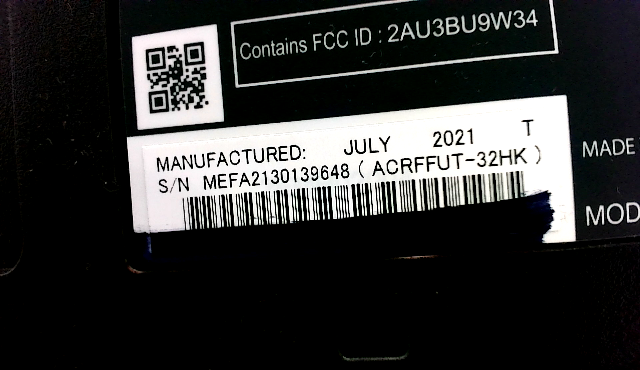 Contains FCC ID : 2AU3BU9W34
MANUFACTURED: JULY 2021 T
S/N MEFA2130139648 ( ACRFFUT-32HK )
MADE
MOD